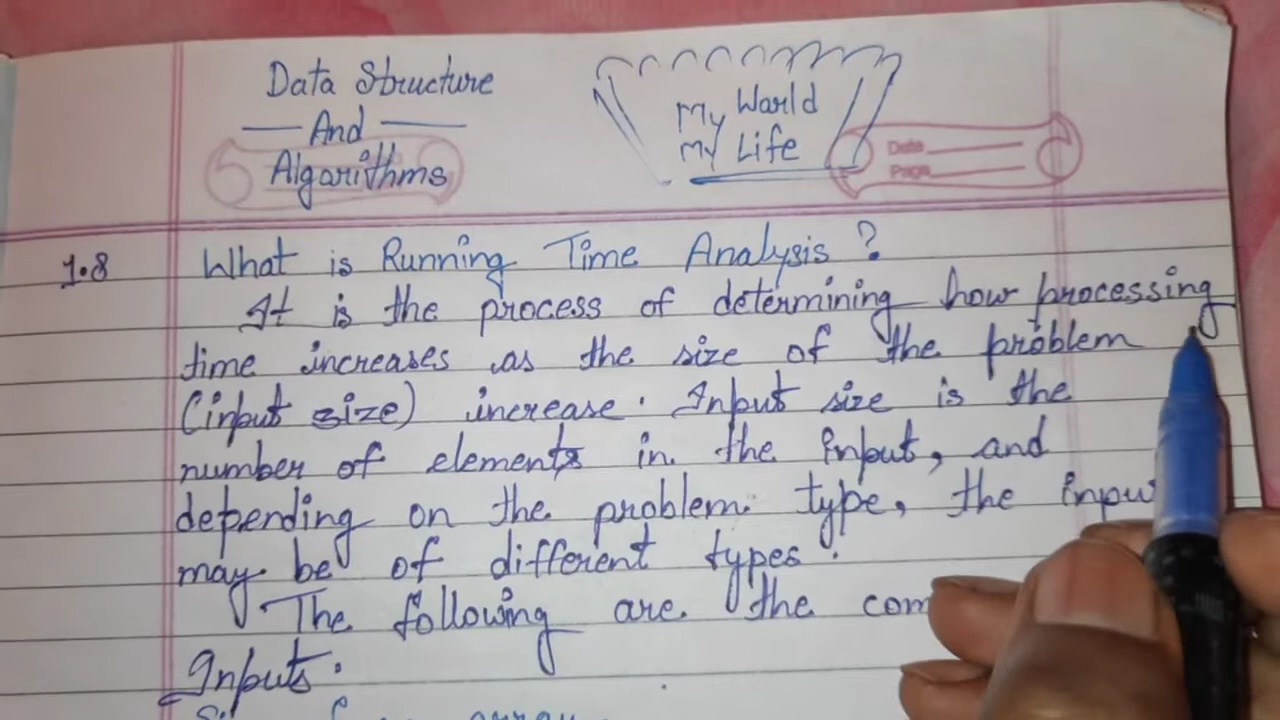 Data Structure
And
Algorithms
My World
My Life
Date
Page
1.8 What is Running Time Analysis?
It is the process of determining how processing
time increases as the size of the problem
(input size) increase. Input size is the
number of elements in the input, and
depending on the problem type, the inpu
may be of different types.
The following are the com
Inputs.
array